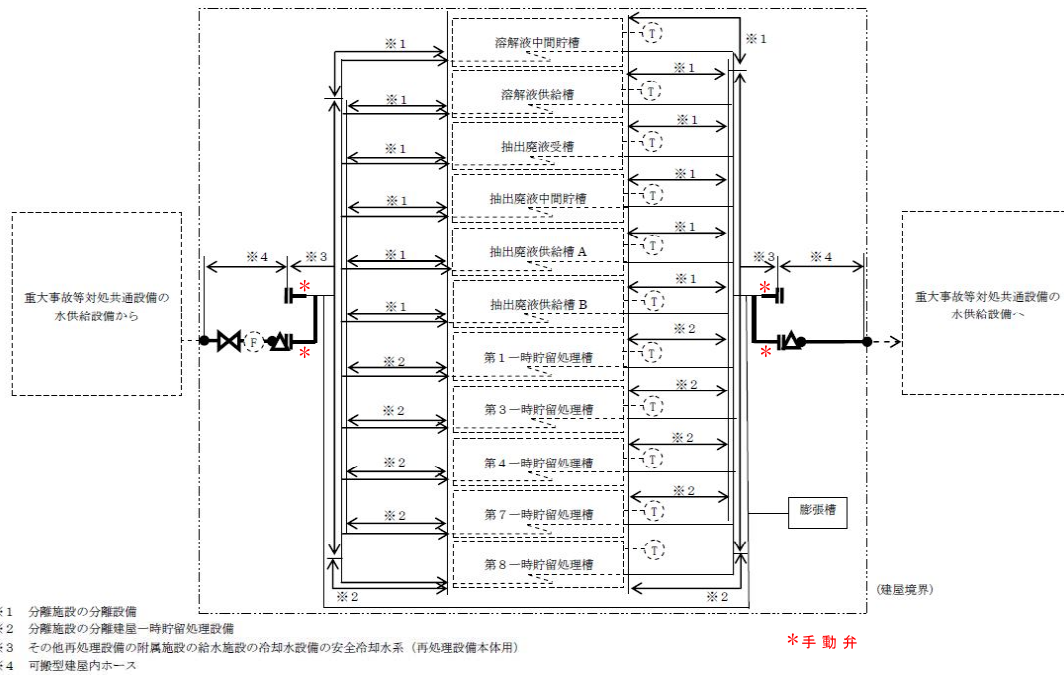 溶解液中間貯槽
溶解液供給槽
抽出廃液受槽
抽出廃液中間貯槽
抽出廃液供給槽A
抽出廃液供給槽B
第1一時貯留処理槽
第3一時貯留処理槽
第4一時貯留処理槽
第7一時貯留処理槽
第8一時貯留処理槽
※1
※1
※1
※1
※1
※1
※2
※2
※2
※2
※2
T
T
T
T
T
T
T
T
T
T
T
※1
※1
※1
※1
※1
※1
※2
※2
※2
※2
※2
重大事故等対処共通設備の
水供給設備から
※4
※3
*
*
F
※3
※4
*
*
重大事故等対処共通設備の
水供給設備へ
膨張槽
(建屋境界)
※1 分離施設の分離設備
※2 分離施設の分離建屋一時貯留処理設備
※3 その他再処理設備の附属施設の給水施設の冷却水設備の安全冷却水系(再処理設備本体用)
※4 可搬型建屋内ホース
*手動弁